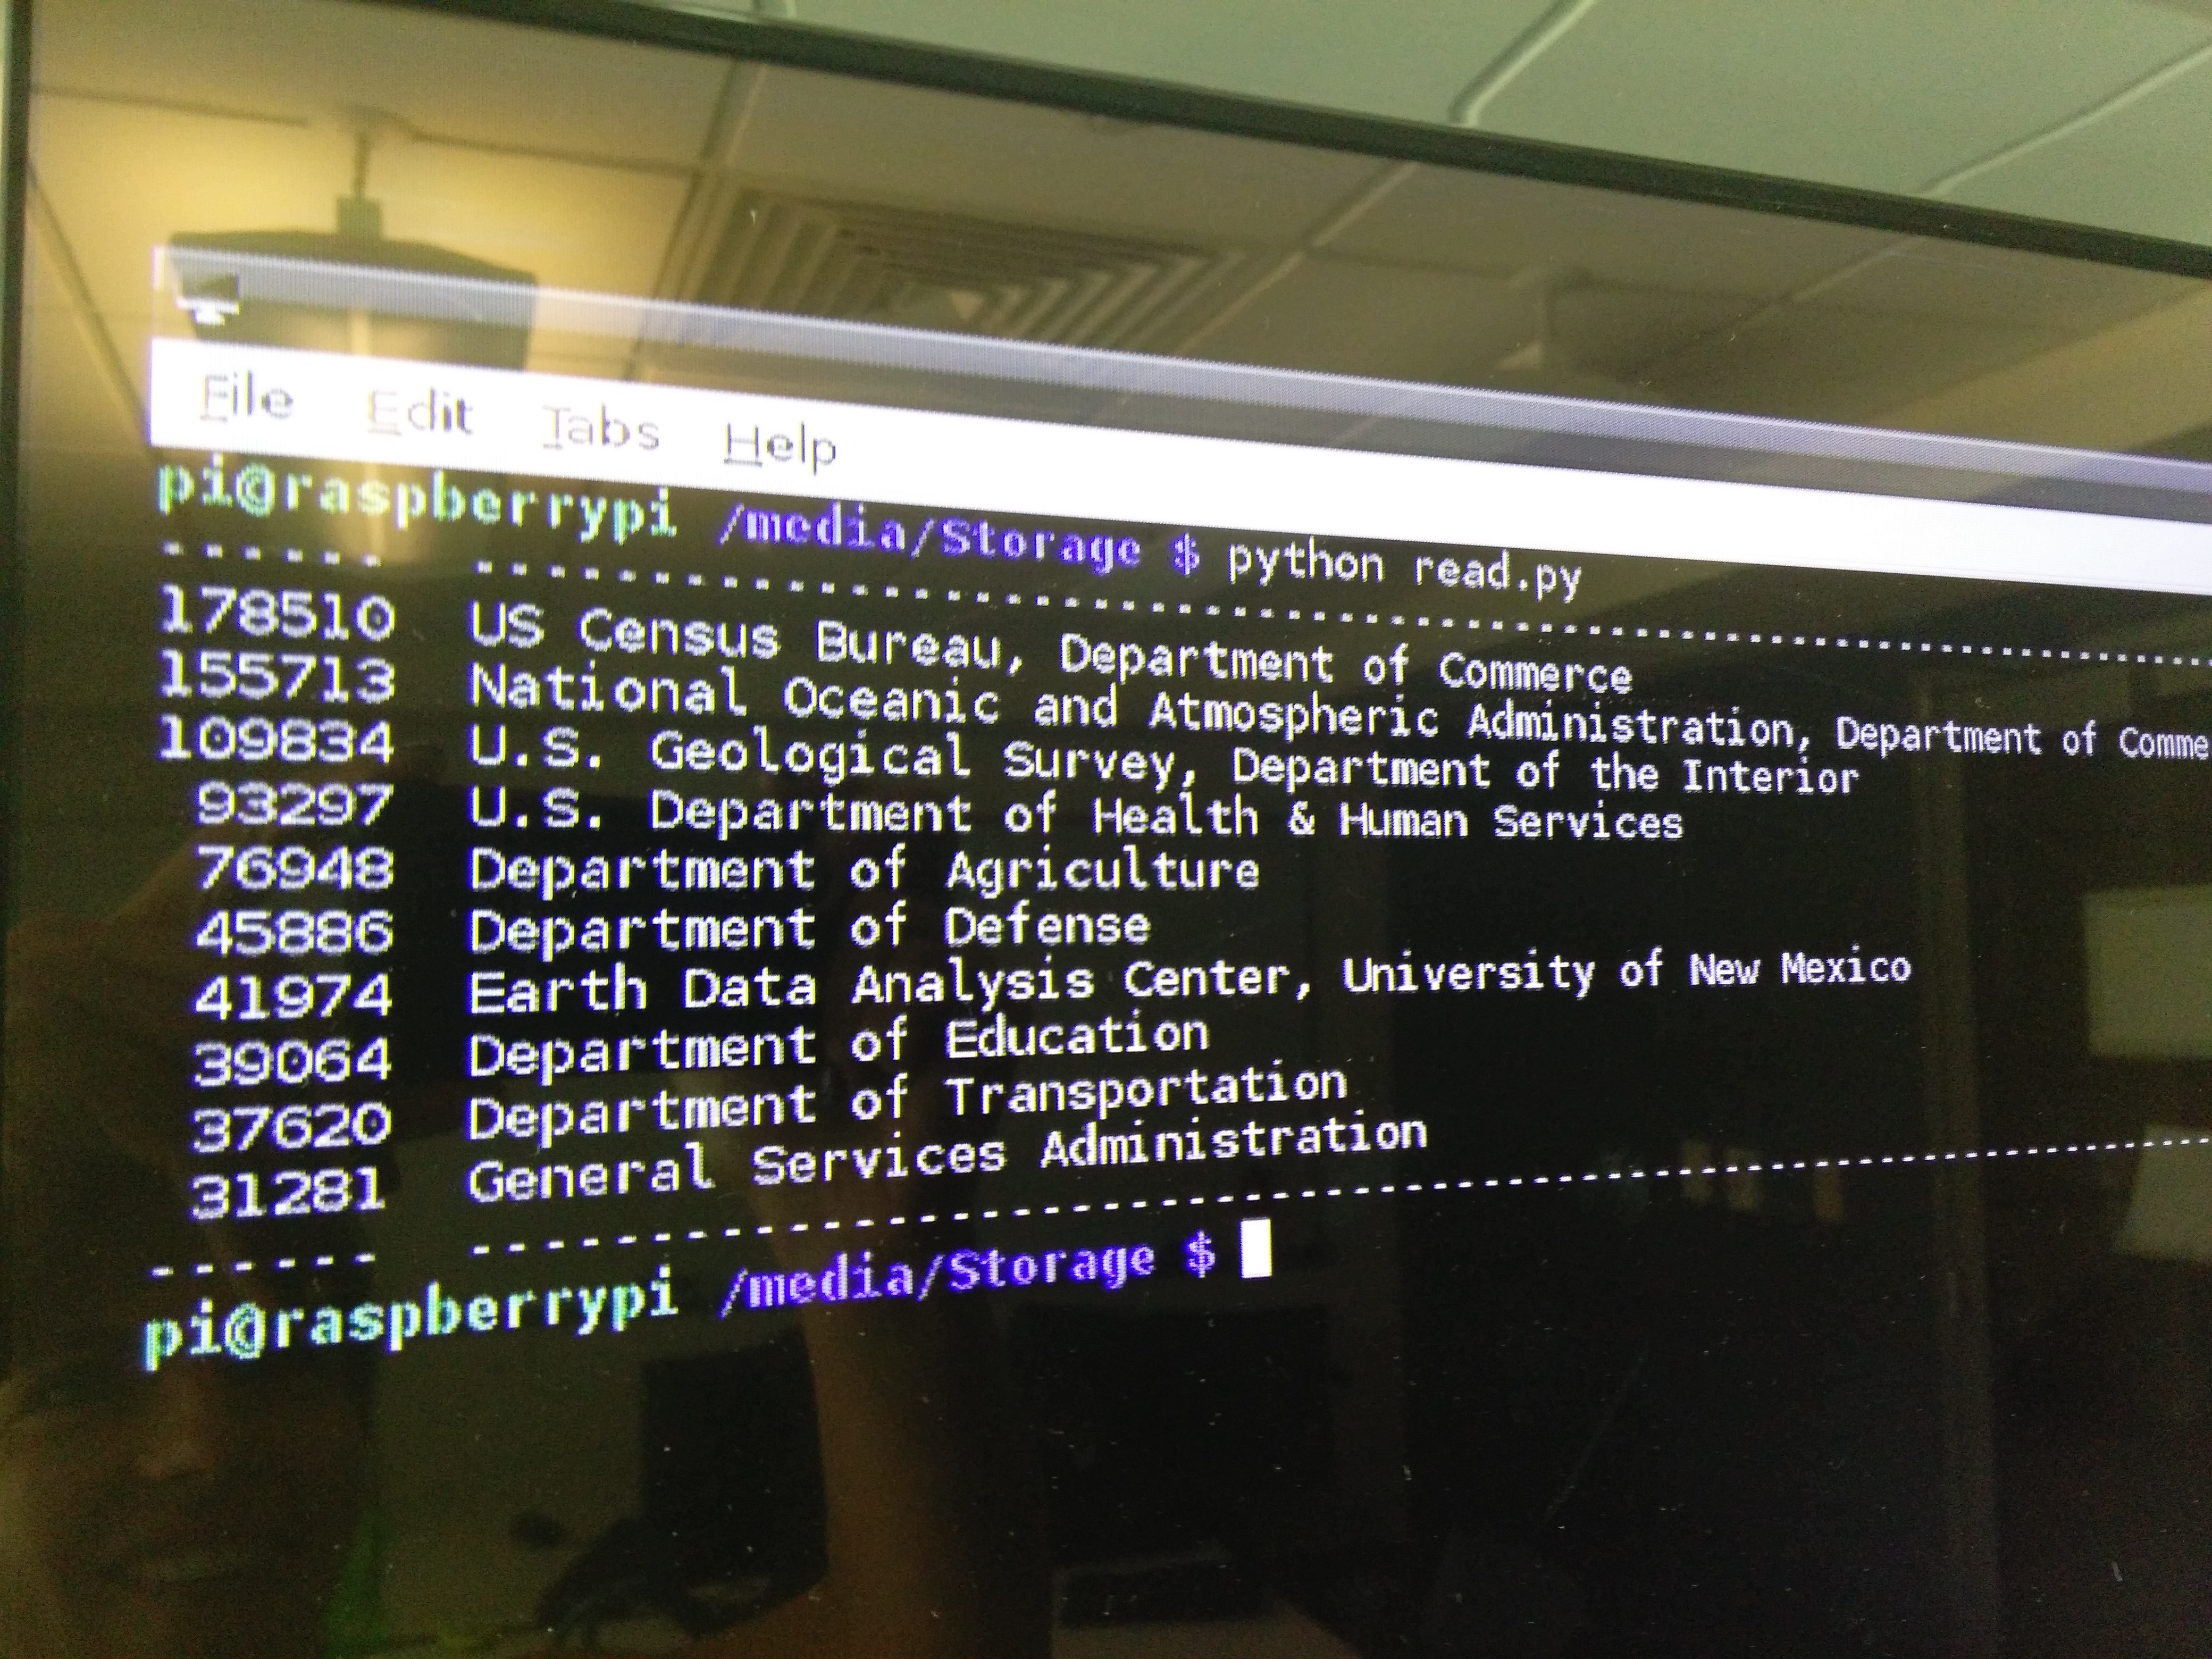 File Edit Tabs Help
pi@raspberrypi /media/Storage $ python read.py
------ ------------------------------------------------------------
178510 US Census Bureau, Department of Commerce
155713 National Oceanic and Atmospheric Administration, Department of Comme
109834 U.S. Geological Survey, Department of the Interior
93297 U.S. Department of Health & Human Services
76948 Department of Agriculture
45886 Department of Defense
41974 Earth Data Analysis Center, University of New Mexico
39064 Department of Education
37620 Department of Transportation
31281 General Services Administration
------ ------------------------------------------------------------
pi@raspberrypi /media/Storage $